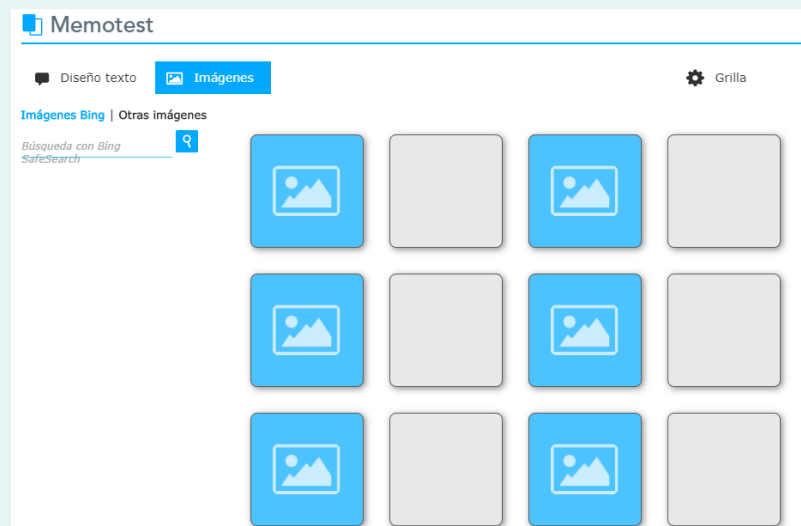 Memotest
Diseño texto
Imágenes
Grilla
Imágenes Bing | Otras imágenes
Búsqueda con Bing
SafeSearch